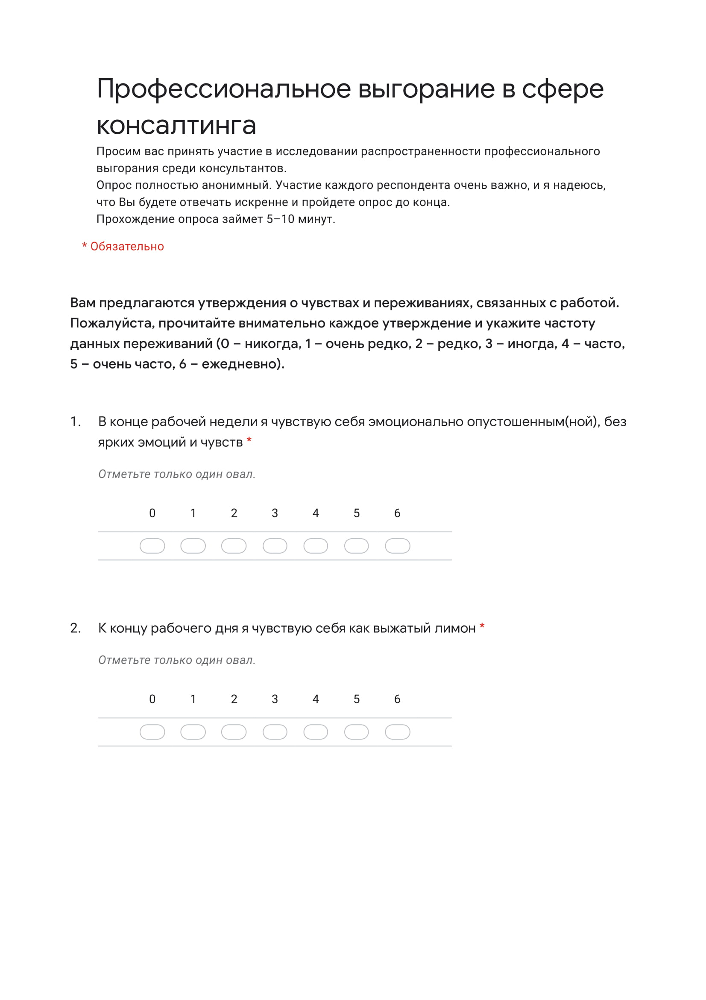 Профессиональное выгорание в сфере
консалтинга
Просим вас принять участие в исследовании распространенности профессионального
выгорания среди консультантов.
Опрос полностью анонимный. Участие каждого респондента очень важно, и я надеюсь,
что Вы будете отвечать искренне и пройдете опрос до конца.
Прохождение опроса займет 5–10 минут.
* Обязательно
Вам предлагаются утверждения о чувствах и переживаниях, связанных с работой.
Пожалуйста, прочитайте внимательно каждое утверждение и укажите частоту
данных переживаний (0 – никогда, 1 – очень редко, 2 – редко, 3 – иногда, 4 – часто,
5 – очень часто, 6 – ежедневно).
1. В конце рабочей недели я чувствую себя эмоционально опустошенным(ной), без
ярких эмоций и чувств *
Отметьте только один овал.
0 1 2 3 4 5 6
2. К концу рабочего дня я чувствую себя как выжатый лимон *
Отметьте только один овал.
0 1 2 3 4 5 6